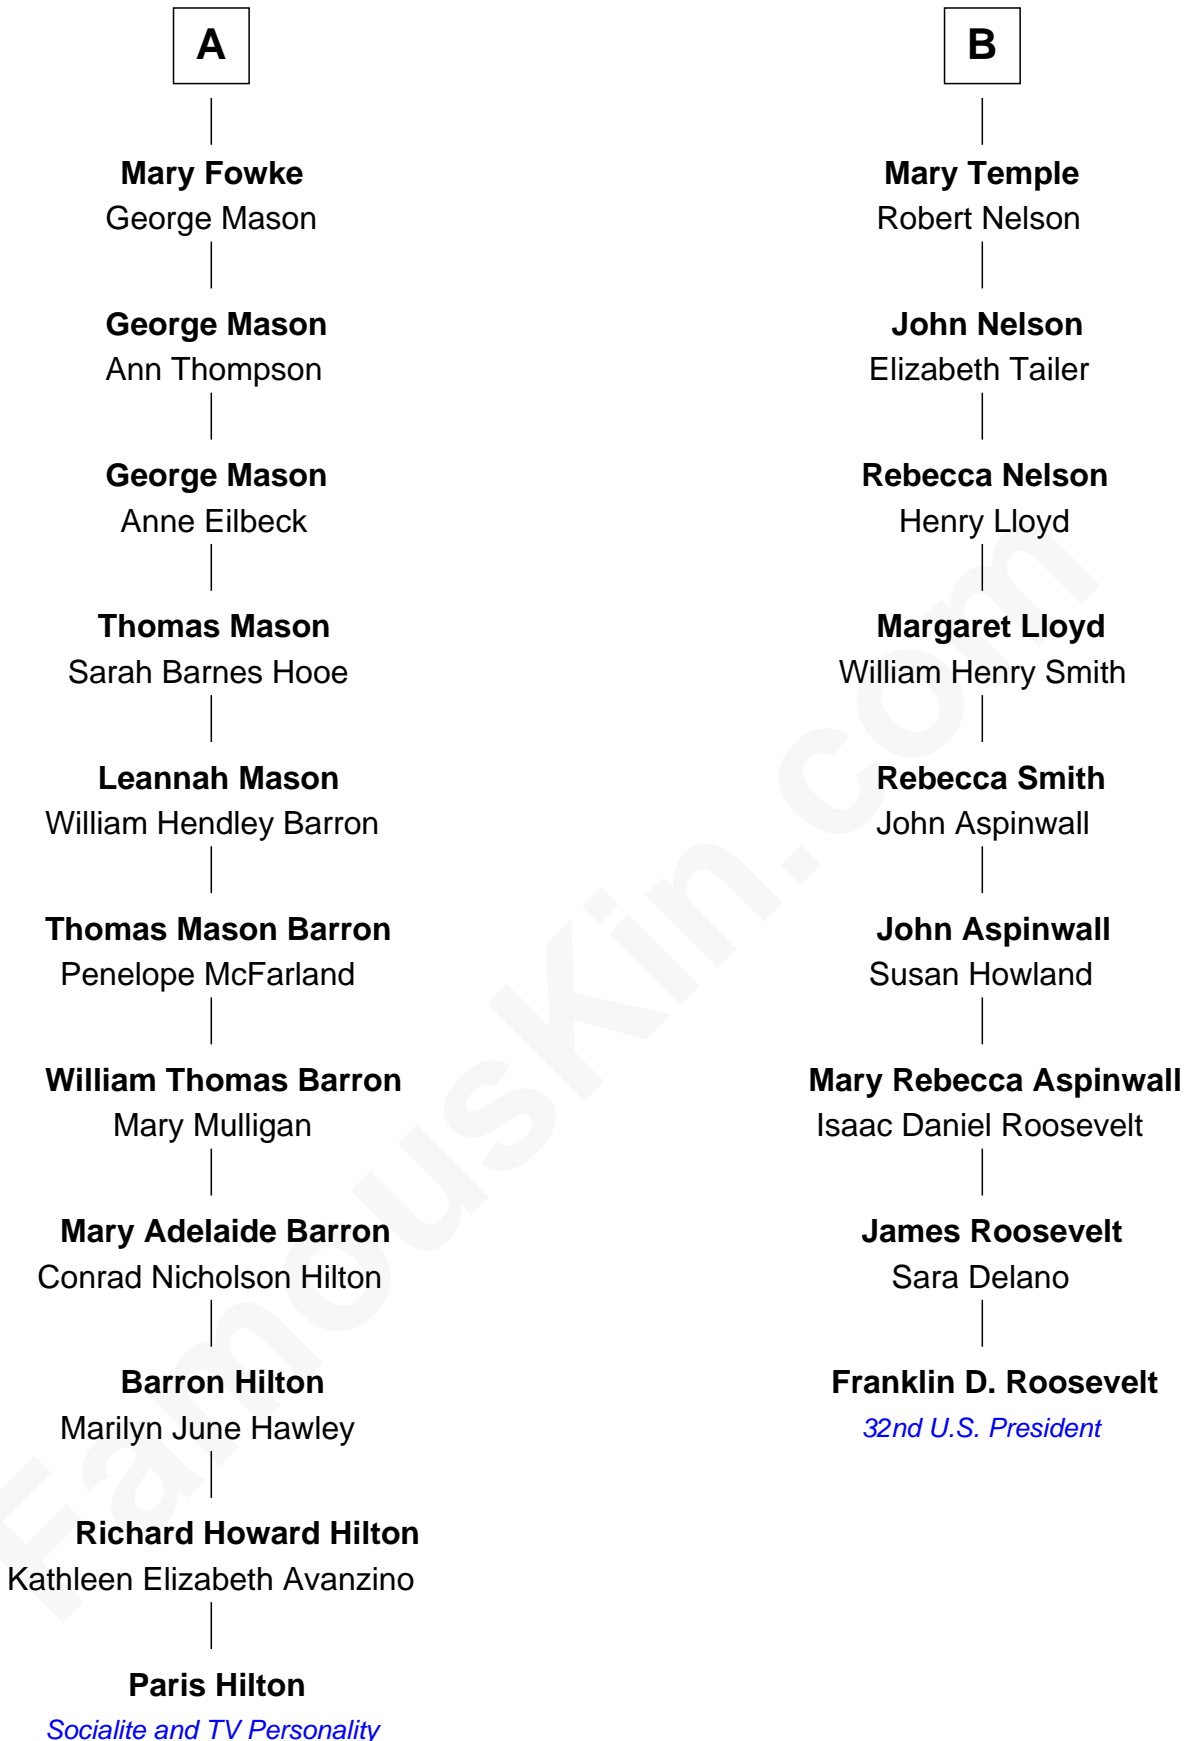 A
Mary Fowke
George Mason
George Mason
Ann Thompson
George Mason
Anne Eilbeck
Thomas Mason
Sarah Barnes Hooe
Leannah Mason
William Hendley Barron
Thomas Mason Barron
Penelope McFarland
William Thomas Barron
Mary Mulligan
Mary Adelaide Barron
Conrad Nicholson Hilton
Barron Hilton
Marilyn June Hawley
Richard Howard Hilton
Kathleen Elizabeth Avanzino
Paris Hilton
Socialite and TV Personality
B
Mary Temple
Robert Nelson
John Nelson
Elizabeth Tailer
Rebecca Nelson
Henry Lloyd
Margaret Lloyd
William Henry Smith
Rebecca Smith
John Aspinwall
John Aspinwall
Susan Howland
Mary Rebecca Aspinwall
Isaac Daniel Roosevelt
James Roosevelt
Sara Delano
Franklin D. Roosevelt
32nd U.S. President
FamousKin.com